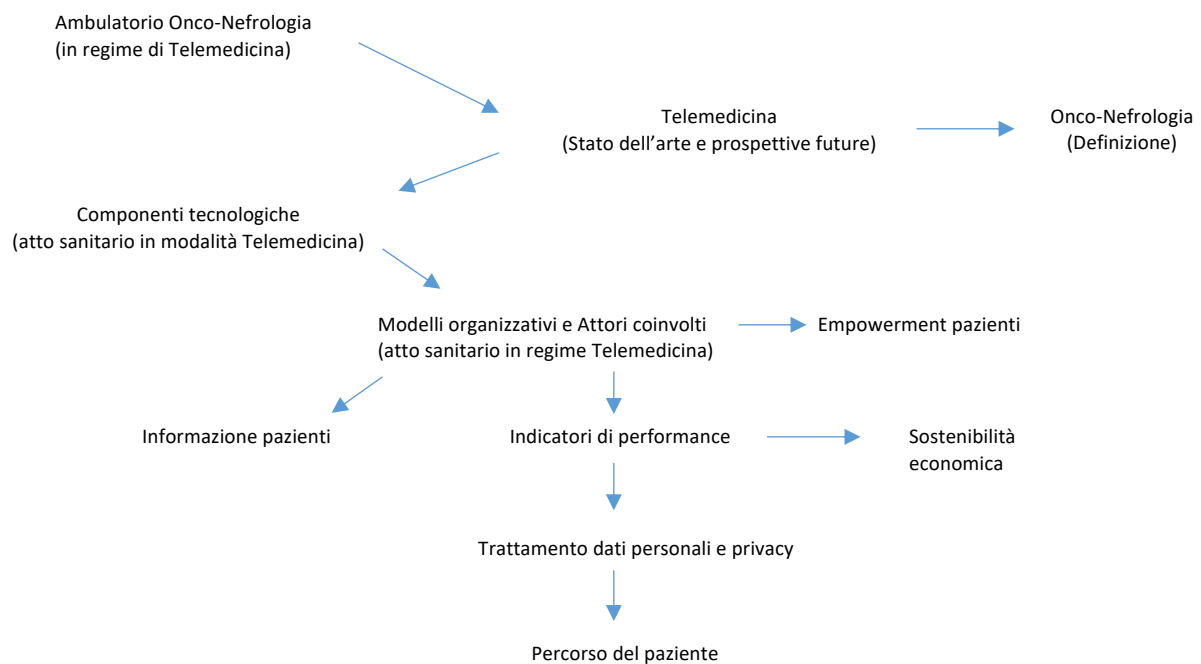 Ambulatorio Onco-Nefrologia
(in regime di Telemedicina)
Telemedicina
(Stato dell’arte e prospettive future)
Onco-Nefrologia
(Definizione)
Componenti tecnologiche
(atto sanitario in modalità Telemedicina)
Modelli organizzativi e Attori coinvolti
(atto sanitario in regime Telemedicina)
Empowerment pazienti
Informazione pazienti
Indicatori di performance
Sostenibilità
economica
Trattamento dati personali e privacy
Percorso del paziente